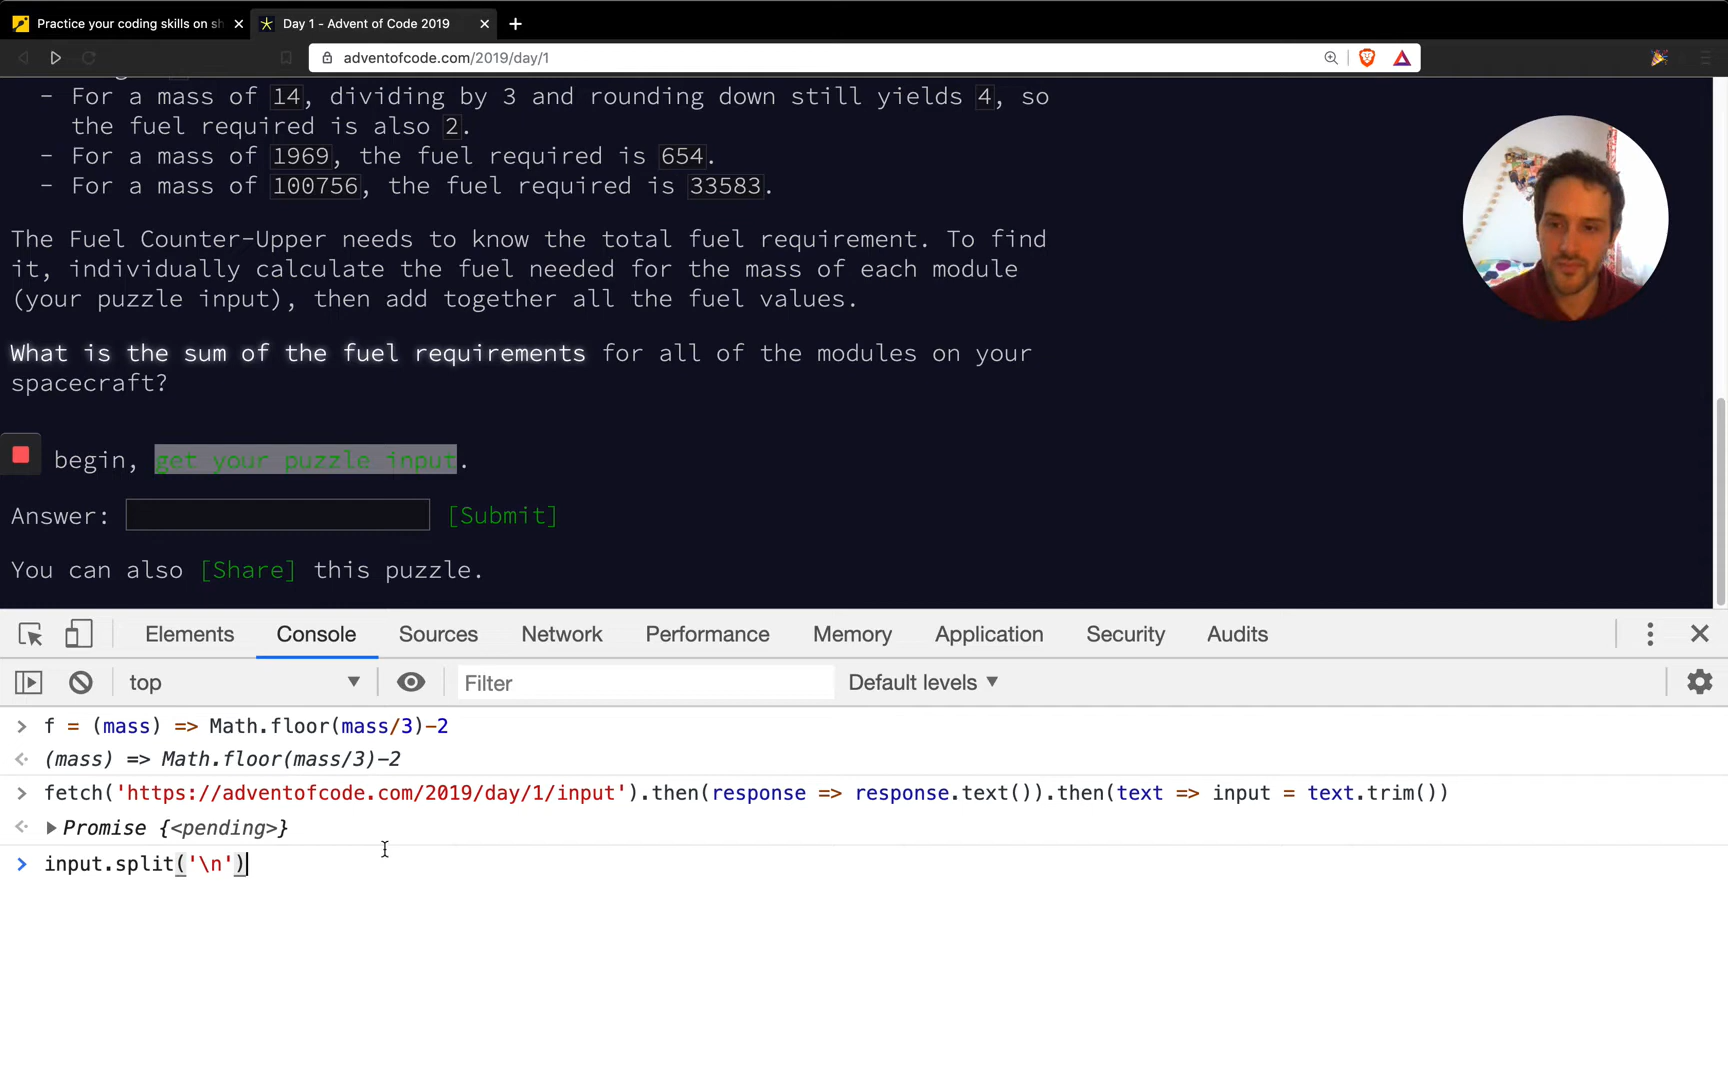 Practice your coding skills on sh
Day 1 - Advent of Code 2019
adventofcode.com/2019/day/1
- For a mass of 14, dividing by 3 and rounding down still yields 4, so
the fuel required is also 2.
- For a mass of 1969, the fuel required is 654.
- For a mass of 100756, the fuel required is 33583.
The Fuel Counter-Upper needs to know the total fuel requirement. To find
it, individually calculate the fuel needed for the mass of each module
(your puzzle input), then add together all the fuel values.
What is the sum of the fuel requirements for all of the modules on your
spacecraft?
begin, get your puzzle input.
Answer: [Submit]
You can also [Share] this puzzle.
Elements Console Sources Network Performance Memory Application Security Audits
top Filter Default levels
> f = (mass) => Math.floor(mass/3)-2
(mass) => Math.floor(mass/3)-2
> fetch('https://adventofcode.com/2019/day/1/input').then(response => response.text()).then(text => input = text.trim())
Promise {<pending>}
> input.split('\n')